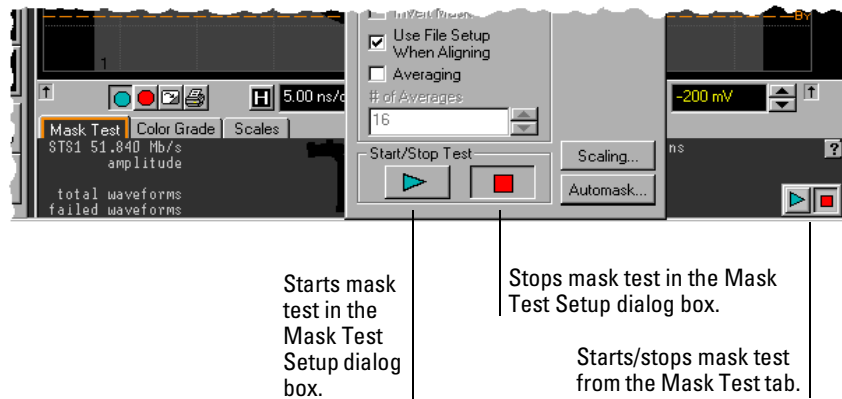 Invert Mask
By
Use File Setup
When Aligning
1
Averaging
H 5.00 ns/d
# of Averages
-200 mV
16
Mask Test Color Grade Scales
STS1 51.840 Mb/s
ns
?
amplitude
Start/Stop Test
Scaling...
total waveforms
Automask...
failed waveforms
Starts mask
test in the
Mask Test
Setup dialog
box.
Stops mask test in the Mask
Test Setup dialog box.
Starts/stops mask test
from the Mask Test tab.